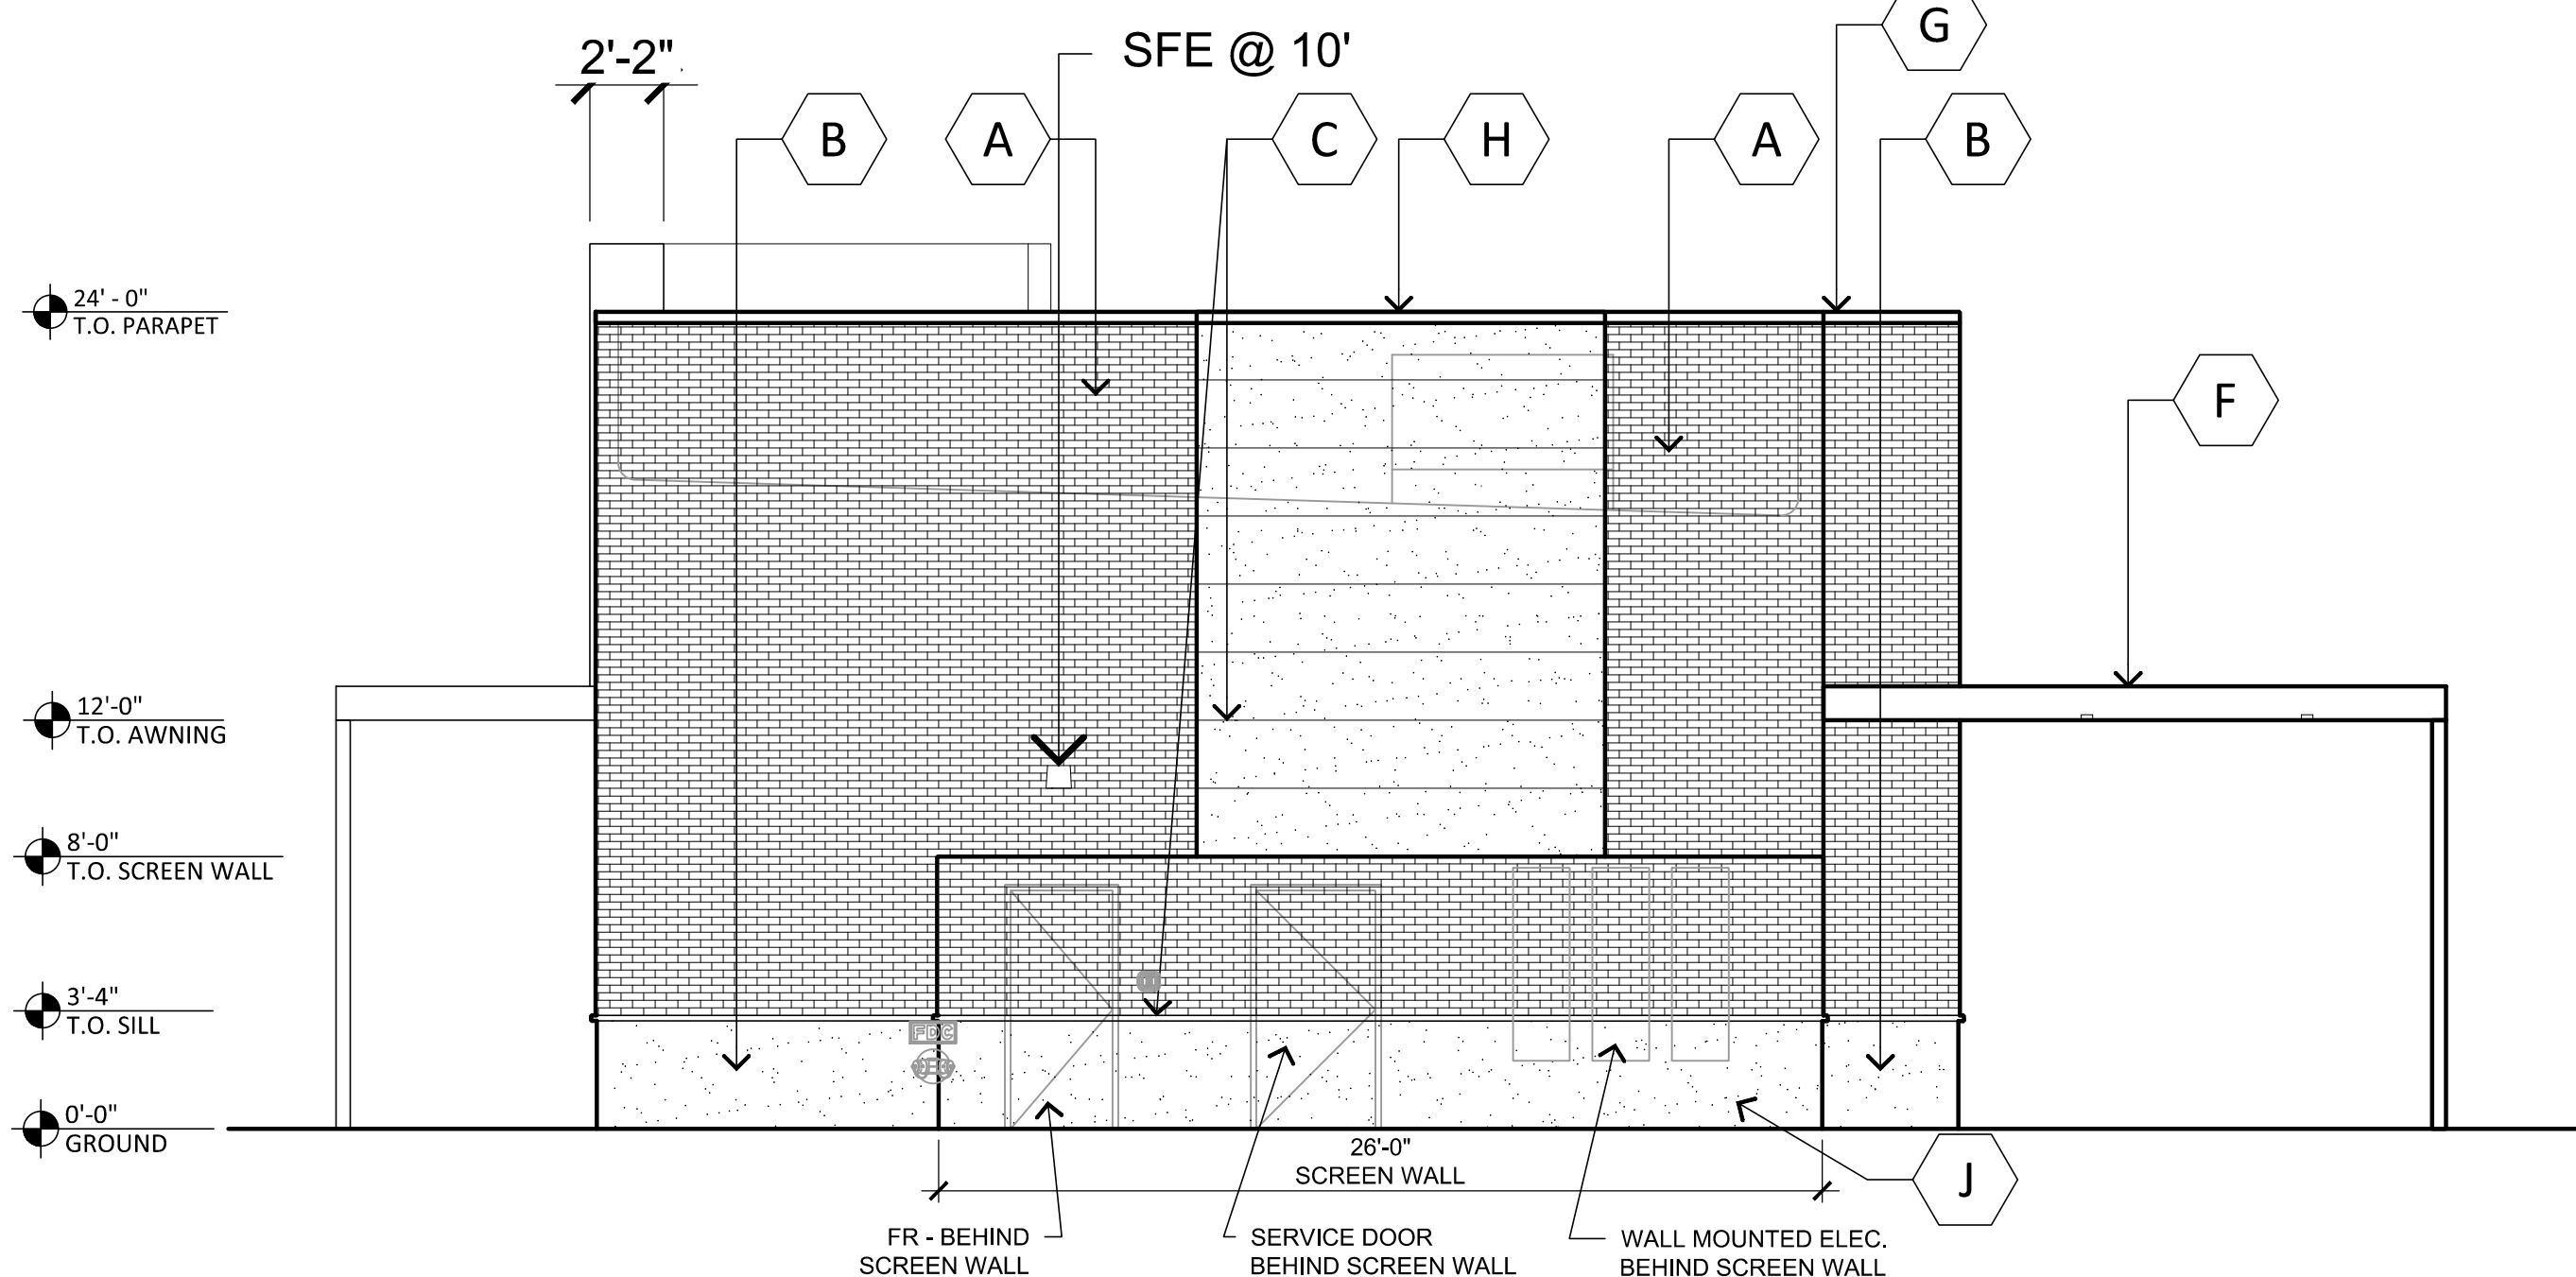 G
2'-2"
SFE @ 10'
B
A
C
H
A
B
24' - 0"
T.O. PARAPET
F
12'-0"
T.O. AWNING
8'-0"
T.O. SCREEN WALL
3'-4"
T.O. SILL
FDC
0'-0"
GROUND
26'-0"
SCREEN WALL
J
FR - BEHIND
SCREEN WALL
SERVICE DOOR
BEHIND SCREEN WALL
WALL MOUNTED ELEC.
BEHIND SCREEN WALL